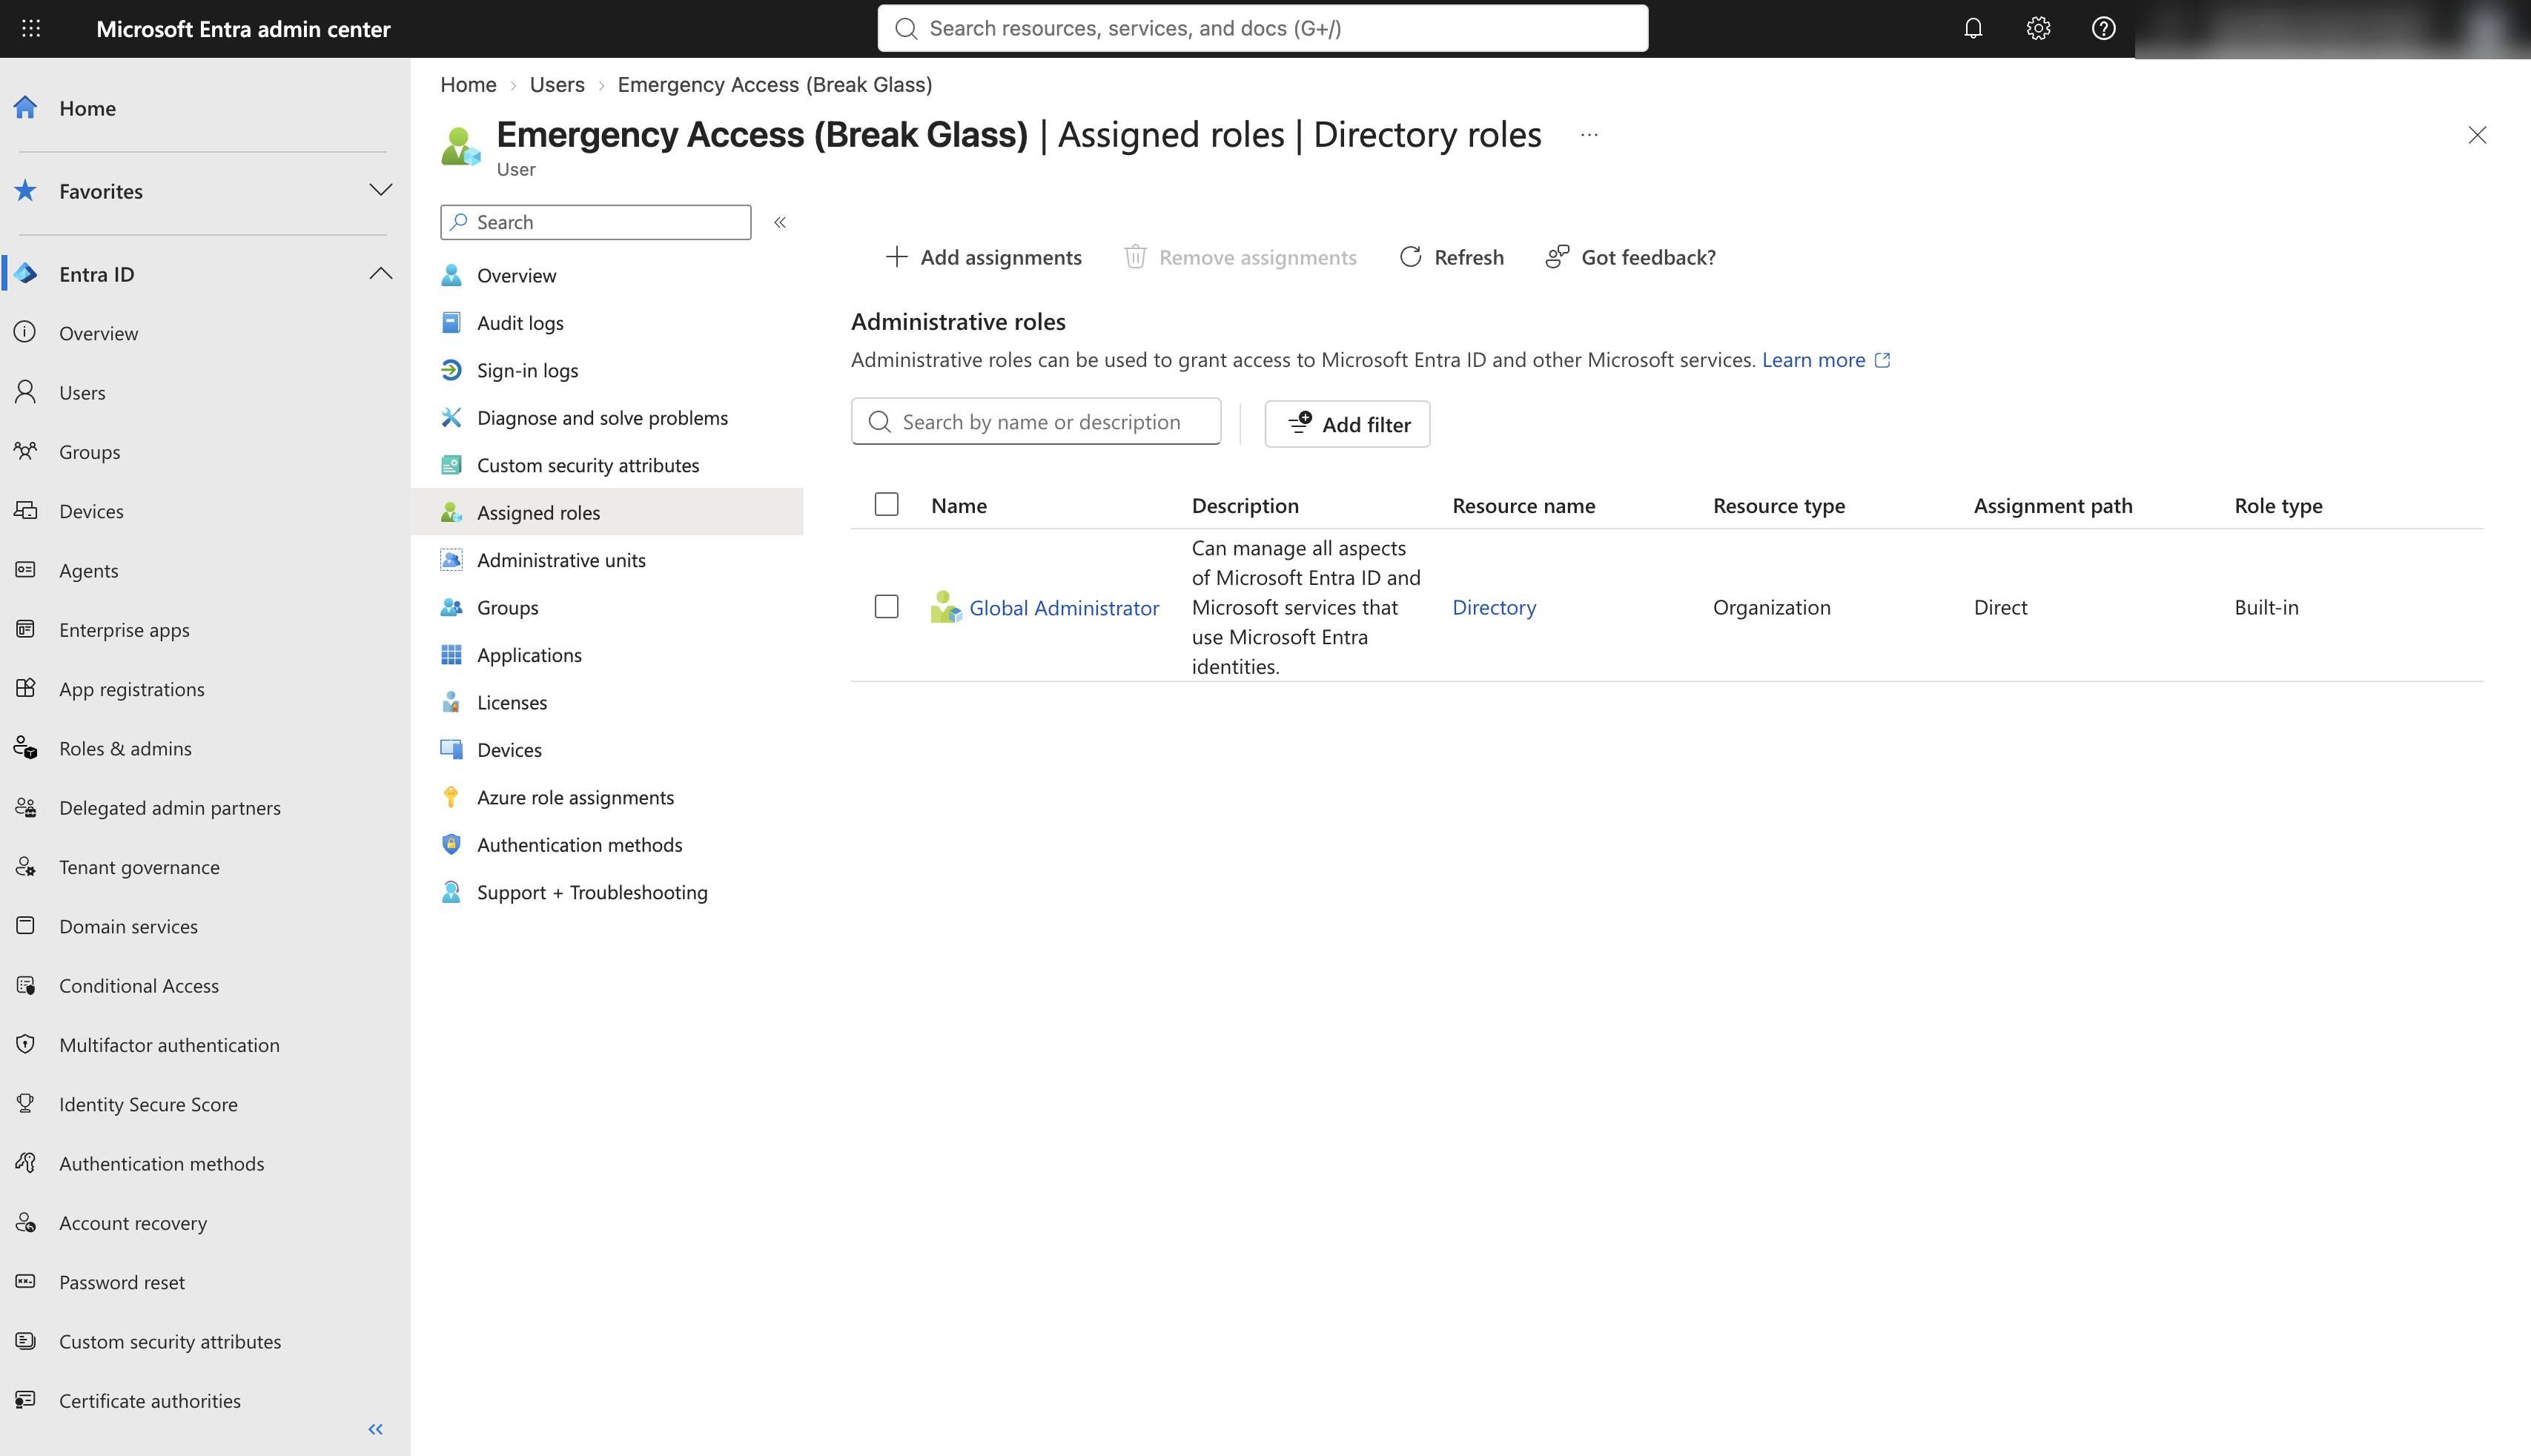 Microsoft Entra admin center
Search resources, services, and docs (G+/)
Home
Favorites
Entra ID
Overview
Users
Groups
Devices
Agents
Enterprise apps
App registrations
Roles & admins
Delegated admin partners
Tenant governance
Domain services
Conditional Access
Multifactor authentication
Identity Secure Score
Authentication methods
Account recovery
Password reset
Custom security attributes
Certificate authorities
Home > Users > Emergency Access (Break Glass)
Emergency Access (Break Glass) | Assigned roles | Directory roles ...
User
Search
Overview
Audit logs
Sign-in logs
Diagnose and solve problems
Custom security attributes
Assigned roles
Administrative units
Groups
Applications
Licenses
Devices
Azure role assignments
Authentication methods
Support + Troubleshooting
Add assignments Remove assignments Refresh Got feedback?
Administrative roles
Administrative roles can be used to grant access to Microsoft Entra ID and other Microsoft services. Learn more
Search by name or description Add filter
Name Description Resource name Resource type Assignment path Role type
Global Administrator
Can manage all aspects
of Microsoft Entra ID and
Microsoft services that
use Microsoft Entra
identities.
Directory Organization Direct Built-in